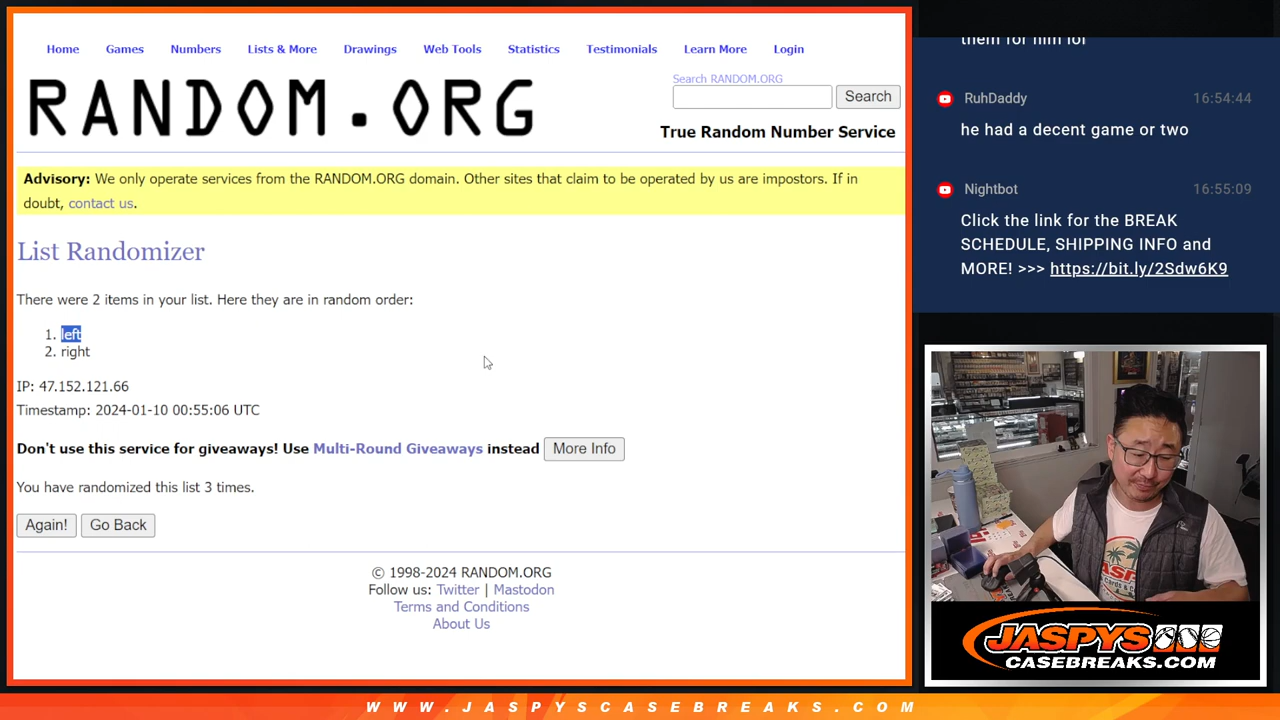 Home Games Numbers Lists & More Drawings Web Tools Statistics Testimonials Learn More Login
RANDOM.ORG
Search RANDOM.ORG
Search
True Random Number Service
Advisory: We only operate services from the RANDOM.ORG domain. Other sites that claim to be operated by us are impostors. If in
doubt, contact us.
List Randomizer
There were 2 items in your list. Here they are in random order:
1. left
2. right
IP: 47.152.121.66
Timestamp: 2024-01-10 00:55:06 UTC
Don't use this service for giveaways! Use Multi-Round Giveaways instead More Info
You have randomized this list 3 times.
Again! Go Back
© 1998-2024 RANDOM.ORG
Follow us: Twitter | Mastodon
Terms and Conditions
About Us
them for him lol
RuhDaddy 16:54:44
he had a decent game or two
Nightbot 16:55:09
Click the link for the BREAK
SCHEDULE, SHIPPING INFO and
MORE! >>> https://bit.ly/2Sdw6K9
JASPYS
CASEBREAKS.COM
WWW.JASPYSCASEBREAKS.COM